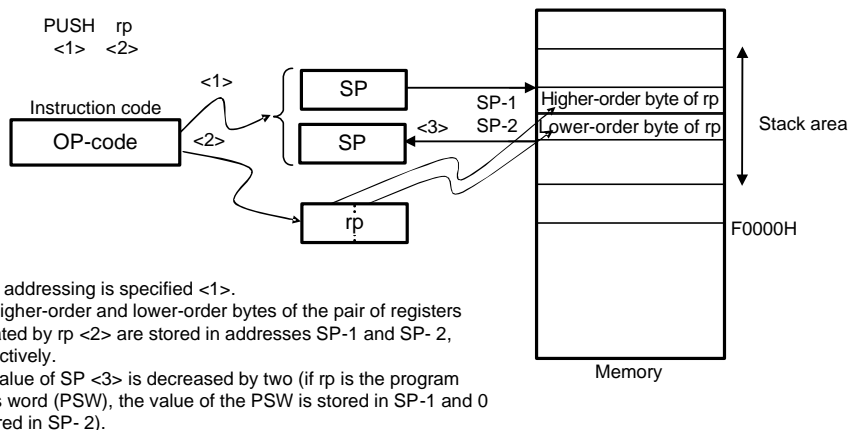 PUSH rp
<1> <2>
Instruction code
OP-code
<1>
<2>
SP
SP
<3>
rp
SP-1
SP-2
Higher-order byte of rp
Lower-order byte of rp
Stack area
F0000H
Memory
addressing is specified <1>.
igher-order and lower-order bytes of the pair of registers
ted by rp <2> are stored in addresses SP-1 and SP- 2,
ctively.
alue of SP <3> is decreased by two (if rp is the program
s word (PSW), the value of the PSW is stored in SP-1 and 0
red in SP- 2).